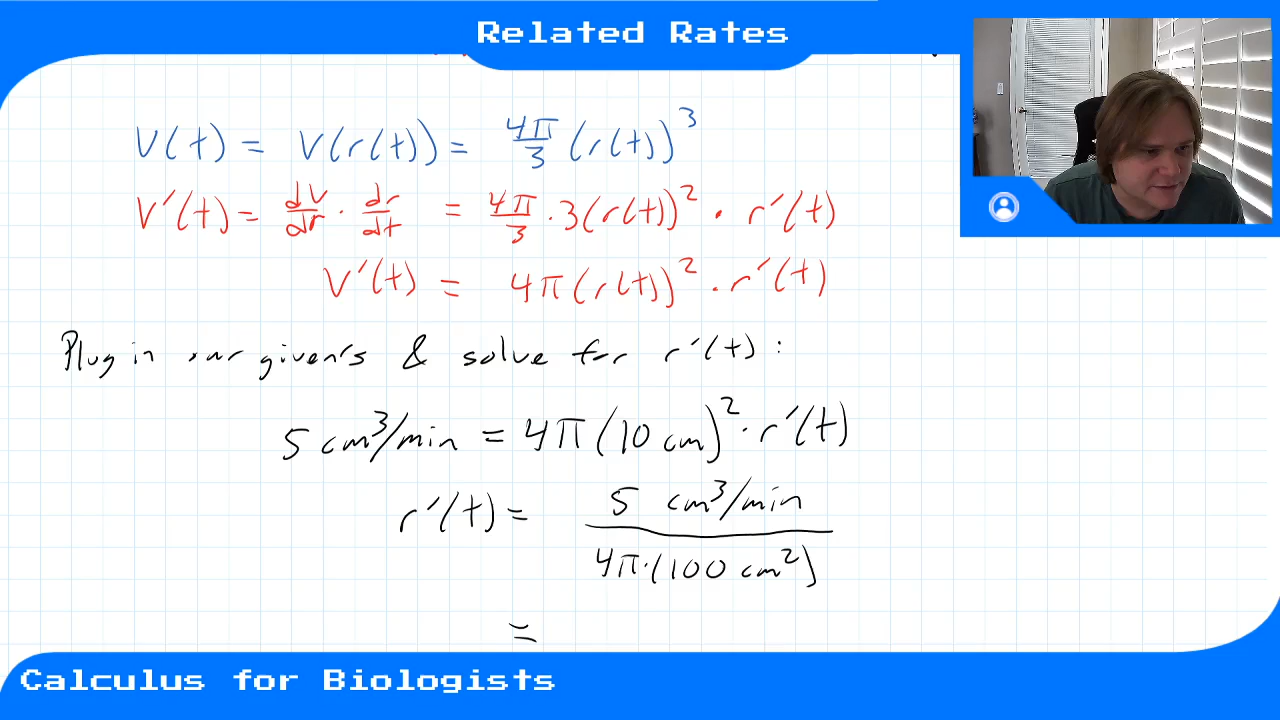 Related Rates
V(t) = V(r(t)) = 4π/3 (r(t))³
V'(t) = dV/dr · dr/dt = 4π/3 · 3(r(t))² · r'(t)
V'(t) = 4π(r(t))² · r'(t)
Plug in our given's & solve for r'(t) :
5 cm³/min = 4π(10 cm)² · r'(t)
r'(t) = 5 cm³/min / 4π·(100 cm²)
=
Calculus for Biologists